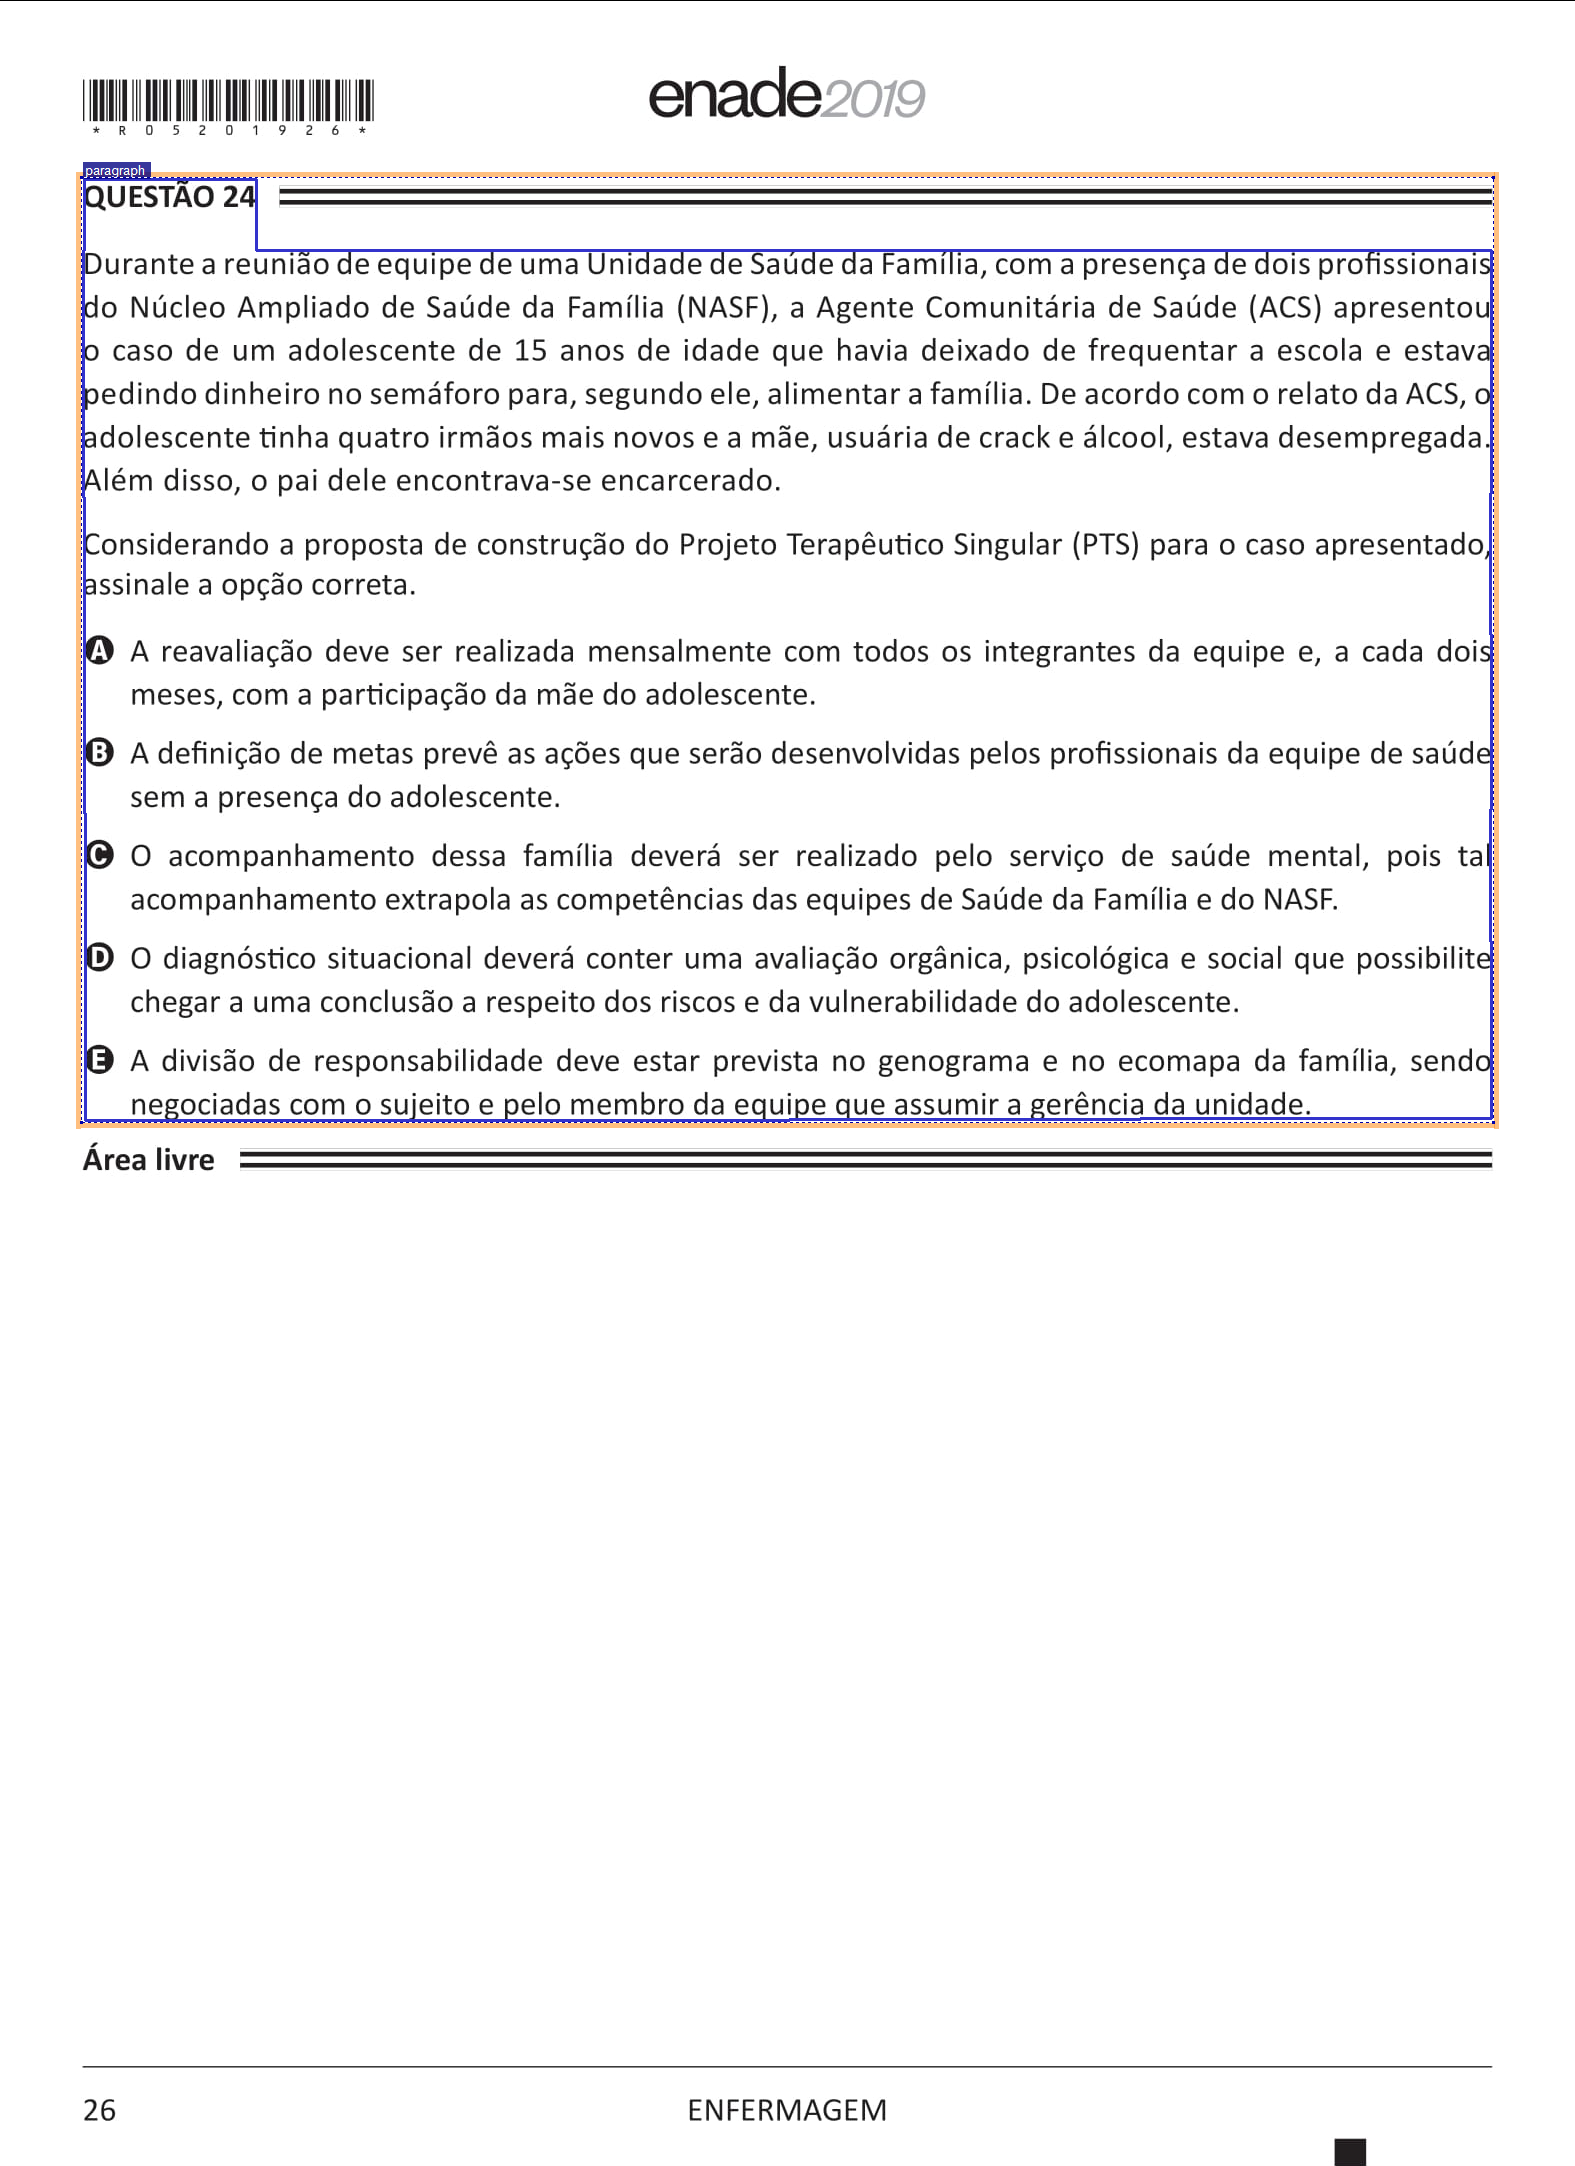 *R05201926*
enade2019
paragraph
QUESTÃO 24
Durante a reunião de equipe de uma Unidade de Saúde da Família, com a presença de dois profissionais
do Núcleo Ampliado de Saúde da Família (NASF), a Agente Comunitária de Saúde (ACS) apresentou
o caso de um adolescente de 15 anos de idade que havia deixado de frequentar a escola e estava
pedindo dinheiro no semáforo para, segundo ele, alimentar a família. De acordo com o relato da ACS, o
adolescente tinha quatro irmãos mais novos e a mãe, usuária de crack e álcool, estava desempregada.
Além disso, o pai dele encontrava-se encarcerado.
Considerando a proposta de construção do Projeto Terapêutico Singular (PTS) para o caso apresentado,
assinale a opção correta.
A A reavaliação deve ser realizada mensalmente com todos os integrantes da equipe e, a cada dois
meses, com a participação da mãe do adolescente.
B A definição de metas prevê as ações que serão desenvolvidas pelos profissionais da equipe de saúde
sem a presença do adolescente.
C O acompanhamento dessa família deverá ser realizado pelo serviço de saúde mental, pois tal
acompanhamento extrapola as competências das equipes de Saúde da Família e do NASF.
D O diagnóstico situacional deverá conter uma avaliação orgânica, psicológica e social que possibilite
chegar a uma conclusão a respeito dos riscos e da vulnerabilidade do adolescente.
E A divisão de responsabilidade deve estar prevista no genograma e no ecomapa da família, sendo
negociadas com o sujeito e pelo membro da equipe que assumir a gerência da unidade.
Área livre
26
ENFERMAGEM